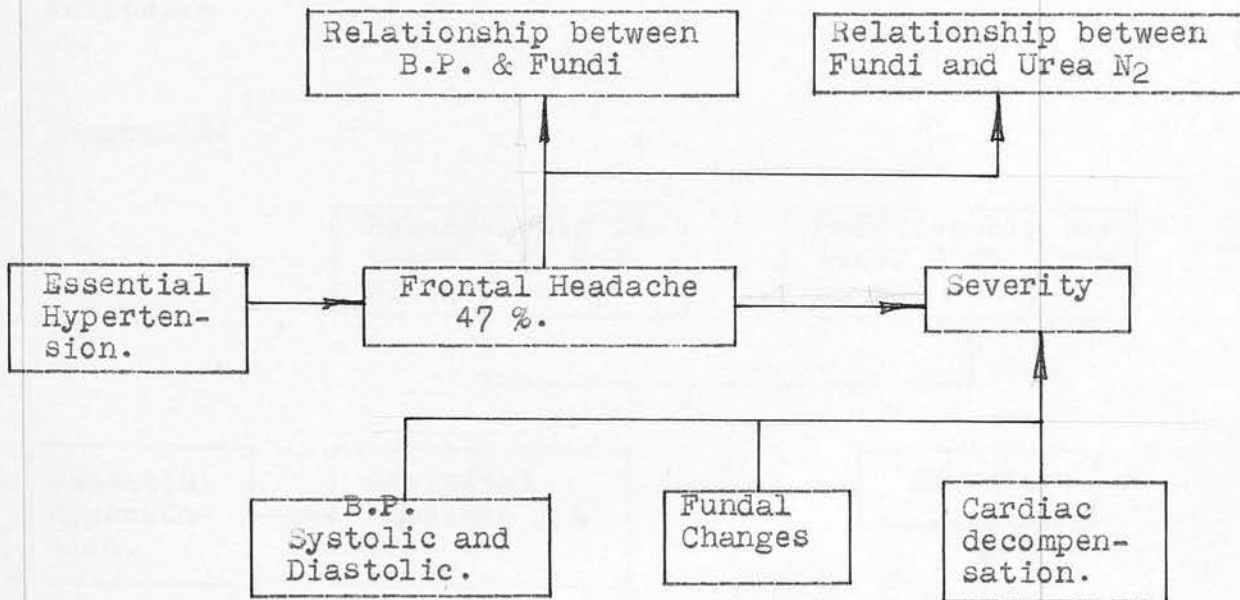 Relationship between
B.P. & Fundi
Relationship between
Fundi and Urea N2
Essential
Hyperten-
sion.
Frontal Headache
47 %.
Severity
B.P.
Systolic and
Diastolic.
Fundal
Changes
Cardiac
decompen-
sation.